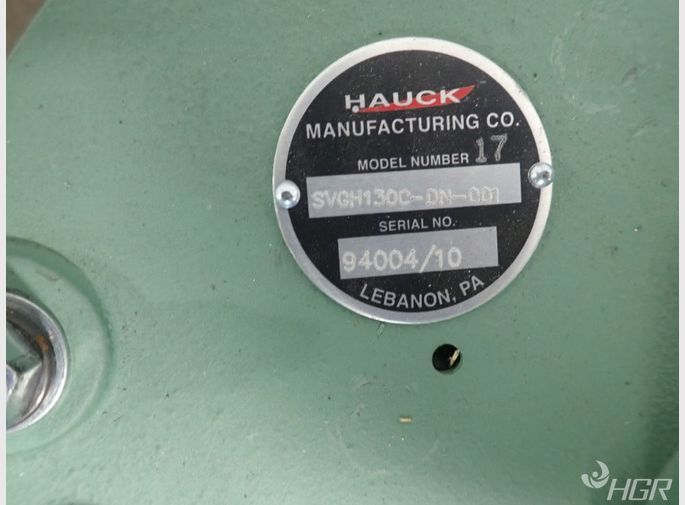 HAUCK
MANUFACTURING CO.
MODEL NUMBER 17
SVGH130C-DN-001
SERIAL NO.
94004/10
LEBANON, PA
HGR